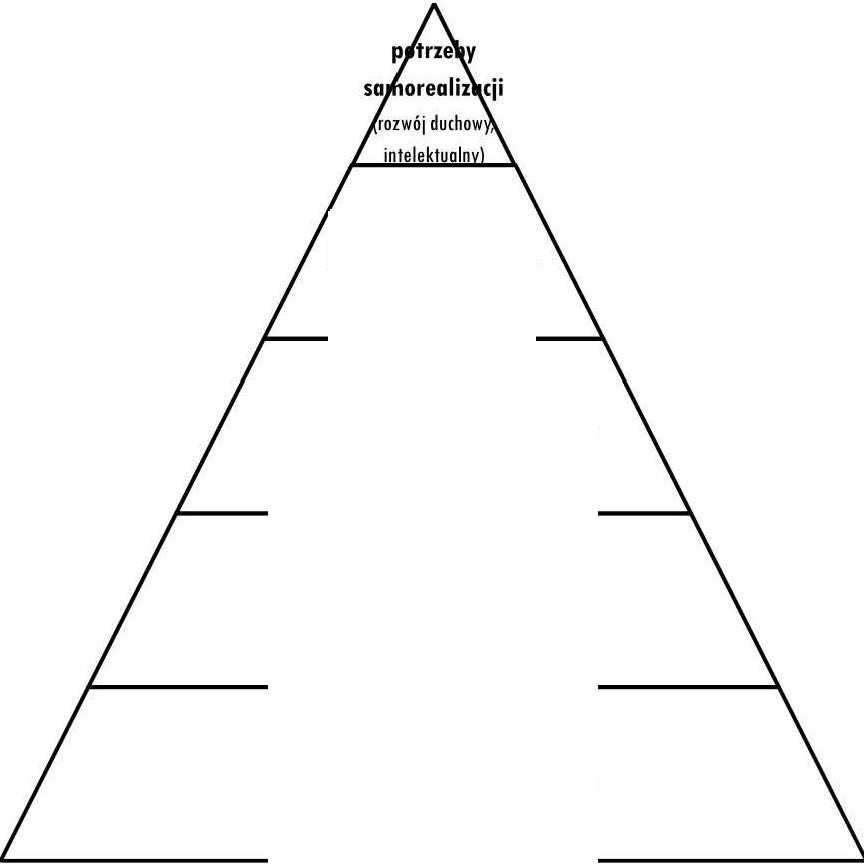 potrzeby
samorealizacji
(rozwój duchowy,
intelektualny)